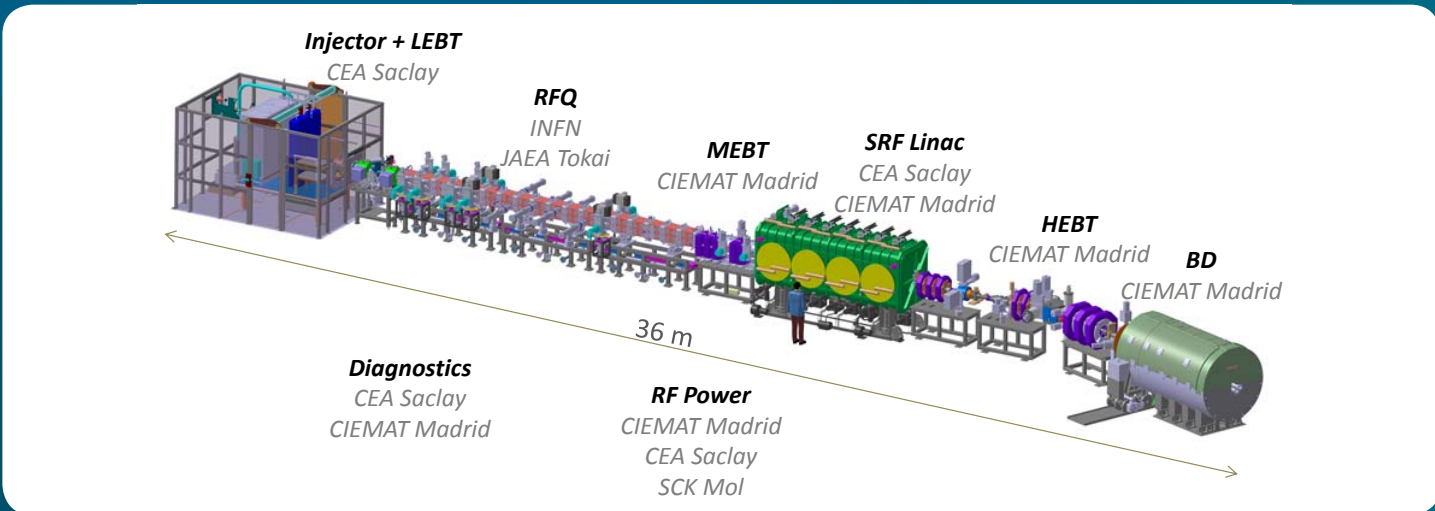 Injector + LEBT
CEA Saclay
RFQ
INFN
JAEA Tokai
MEBT
CIEMAT Madrid
SRF Linac
CEA Saclay
CIEMAT Madrid
HEBT
CIEMAT Madrid
BD
CIEMAT Madrid
36 m
Diagnostics
CEA Saclay
CIEMAT Madrid
RF Power
CIEMAT Madrid
CEA Saclay
SCK Mol